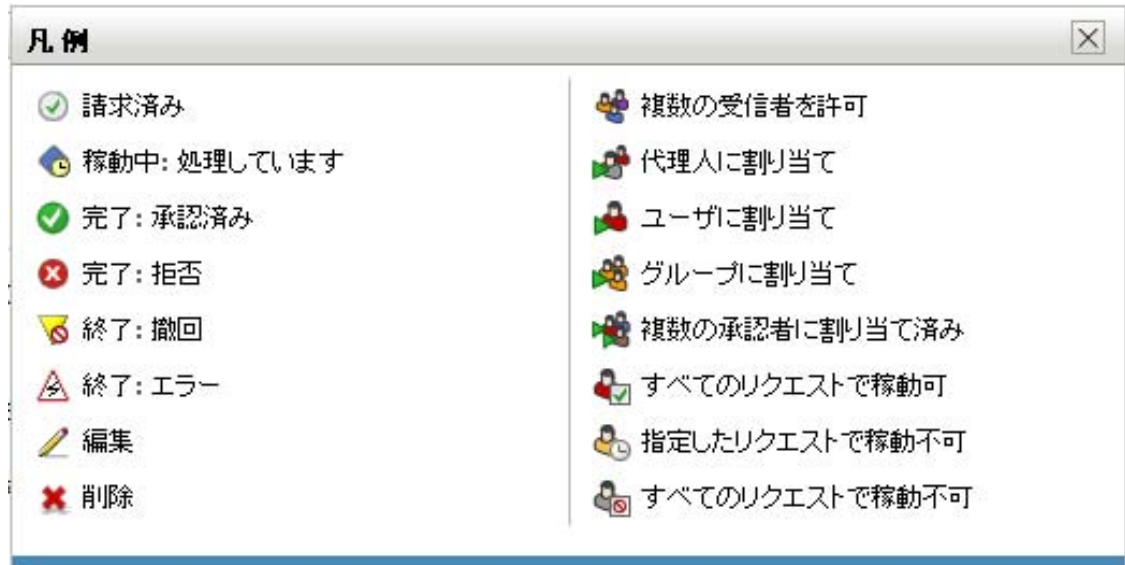 凡例
請求済み
稼動中: 処理しています
完了: 承認済み
完了: 拒否
終了: 撤回
終了: エラー
編集
削除
複数の受信者を許可
代理人に割り当て
ユーザに割り当て
グループに割り当て
複数の承認者に割り当て済み
すべてのリクエストで稼動可
指定したリクエストで稼動不可
すべてのリクエストで稼動不可